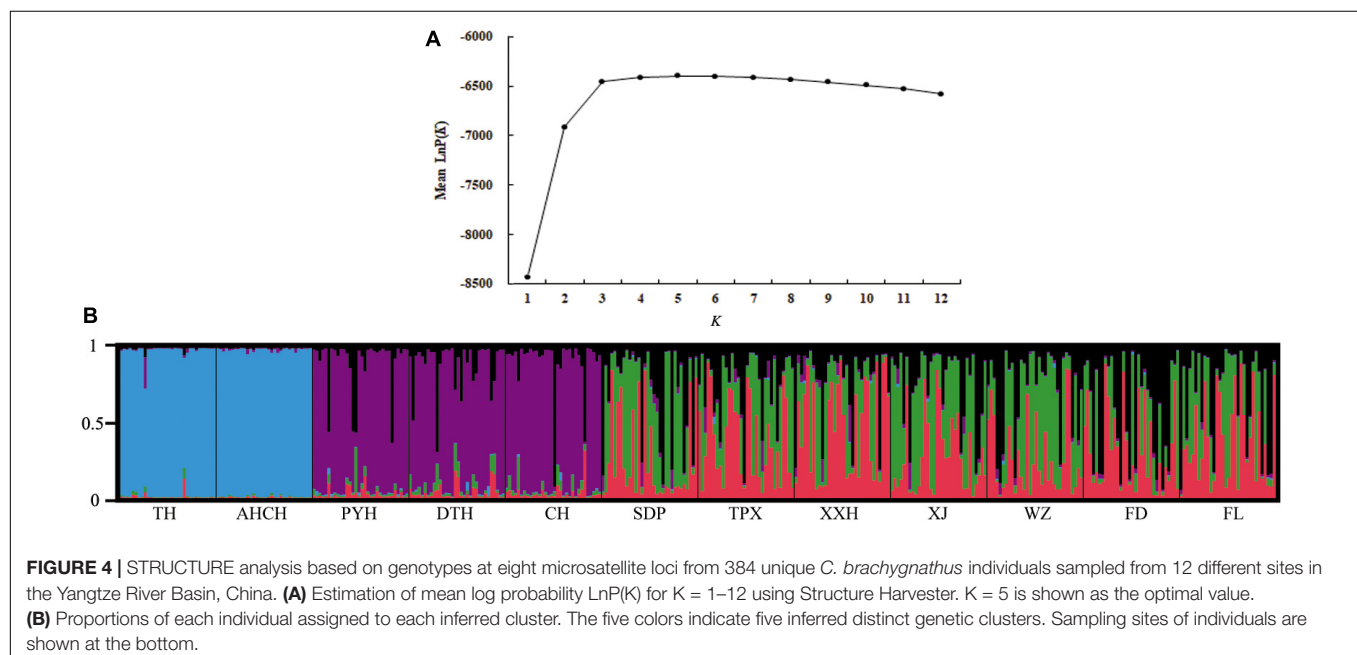 A
-6000
-6500
-7000
-7500
-8000
-8500
Mean LnP(K)
1 2 3 4 5 6 7 8 9 10 11 12
K
B
1
0.5
0
TH AHCH PYH DTH CH SDP TPX XXH XJ WZ FD FL
FIGURE 4 | STRUCTURE analysis based on genotypes at eight microsatellite loci from 384 unique C. brachygnathus individuals sampled from 12 different sites in
the Yangtze River Basin, China. (A) Estimation of mean log probability LnP(K) for K = 1–12 using Structure Harvester. K = 5 is shown as the optimal value.
(B) Proportions of each individual assigned to each inferred cluster. The five colors indicate five inferred distinct genetic clusters. Sampling sites of individuals are
shown at the bottom.